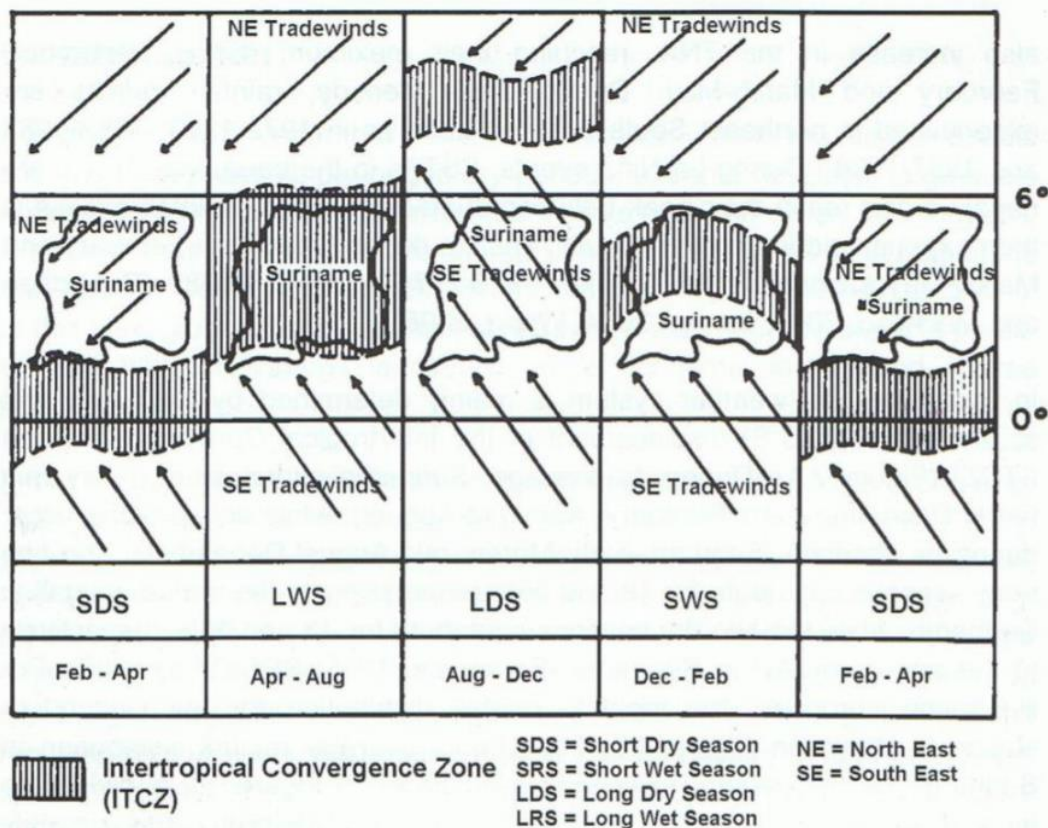 NE Tradewinds
NE Tradewinds
6°
NE Tradewinds
Suriname
Suriname
Suriname
SE Tradewinds
Suriname
NE Tradewinds
Suriname
0°
SE Tradewinds
SE Tradewinds
SDS
LWS
LDS
SWS
SDS
Feb - Apr
Apr - Aug
Aug - Dec
Dec - Feb
Feb - Apr
Intertropical Convergence Zone
(ITCZ)
SDS = Short Dry Season
SRS = Short Wet Season
LDS = Long Dry Season
LRS = Long Wet Season
NE = North East
SE = South East